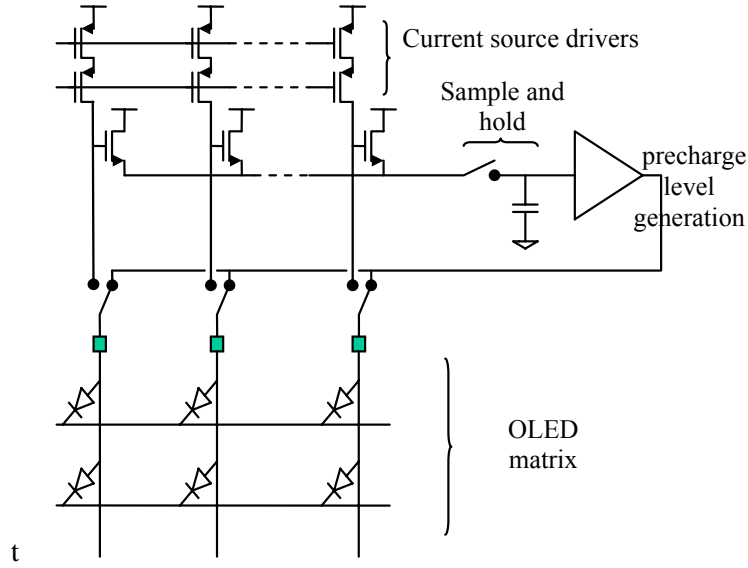 Current source drivers
Sample and
hold
precharge
level
generation
OLED
matrix
t